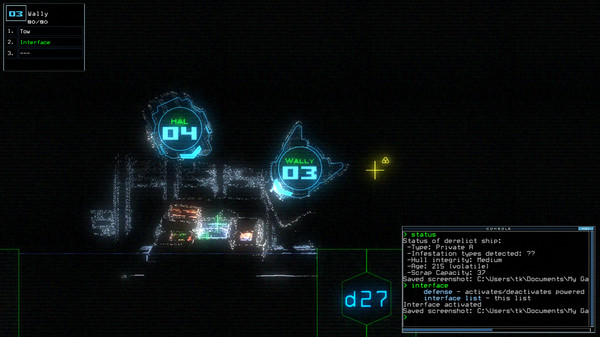 03 Wally
80/80
1. Tow
2. Interface
3. ---
HAL
04
WALLY
03
d27
CONSOLE
> status
Status of derelict ship:
-Type: Private A
-Infestation types detected: ??
-Hull integrity: Medium
-Age: 215 (volatile)
-Scrap Capacity: 37
Saved screenshot: C:\Users\tk\Documents\My Ga
> interface
defense - activates/deactivates powered
interface list - this list
Interface activated
Saved screenshot: C:\Users\tk\Documents\My Ga
>